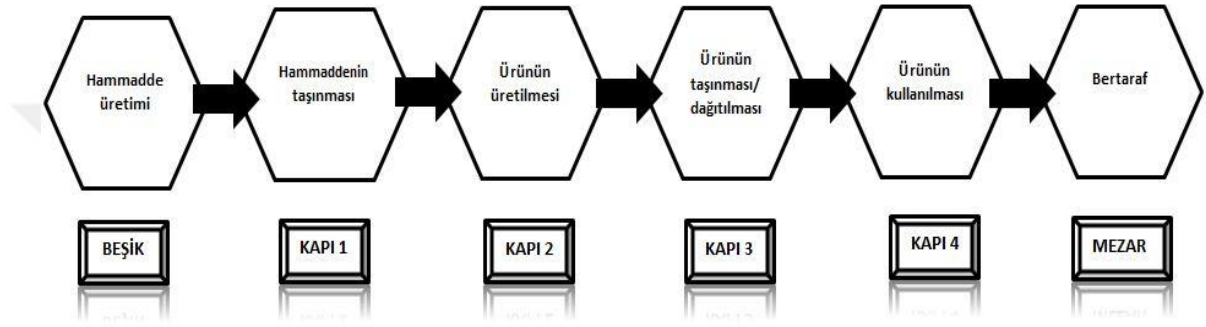 Hammadde
üretimi
Hammaddenin
taşınması
Ürünün
üretilmesi
Ürünün
taşınması/
dağıtılması
Ürünün
kullanılması
Bertaraf
BEŞİK
KAPI 1
KAPI 2
KAPI 3
KAPI 4
MEZAR